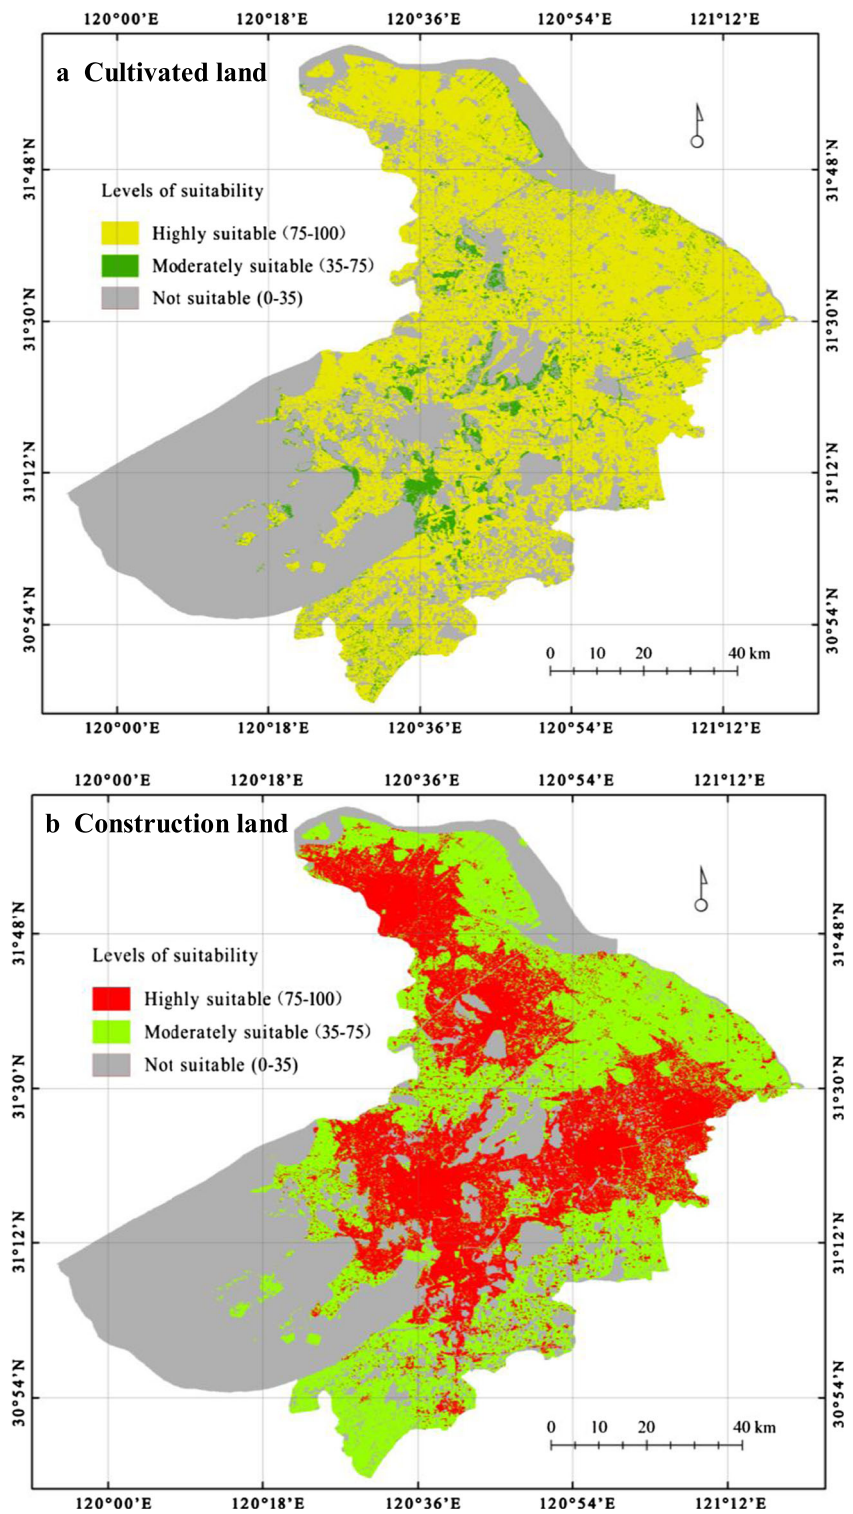 120°00'E 120°18'E 120°36'E 120°54'E 121°12'E
a Cultivated land
31°48'N 31°48'N
Levels of suitability
Highly suitable (75-100)
Moderately suitable (35-75)
Not suitable (0-35)
31°30'N 31°30'N
31°12'N 31°12'N
30°54'N 30°54'N
0 10 20 40 km
120°00'E 120°18'E 120°36'E 120°54'E 121°12'E
120°00'E 120°18'E 120°36'E 120°54'E 121°12'E
b Construction land
31°48'N 31°48'N
Levels of suitability
Highly suitable (75-100)
Moderately suitable (35-75)
Not suitable (0-35)
31°30'N 31°30'N
31°12'N 31°12'N
30°54'N 30°54'N
0 10 20 40 km
120°00'E 120°18'E 120°36'E 120°54'E 121°12'E